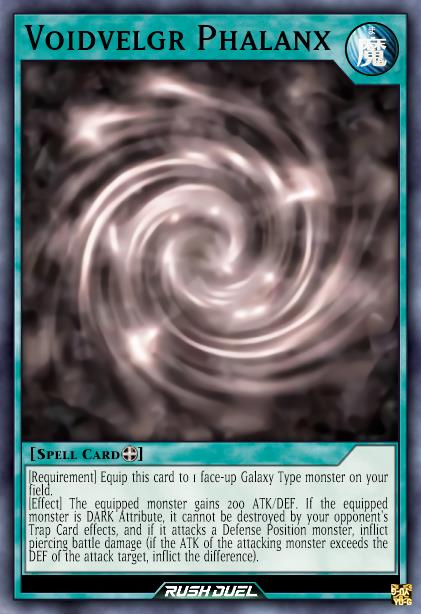 Voidvelgr Phalanx
ま
魔
[Spell Card]
[Requirement] Equip this card to 1 face-up Galaxy Type monster on your
field.
[Effect] The equipped monster gains 200 ATK/DEF. If the equipped
monster is DARK Attribute, it cannot be destroyed by your opponent's
Trap Card effects, and if it attacks a Defense Position monster, inflict
piercing battle damage (if the ATK of the attacking monster exceeds the
DEF of the attack target, inflict the difference).
RUSH DUEL